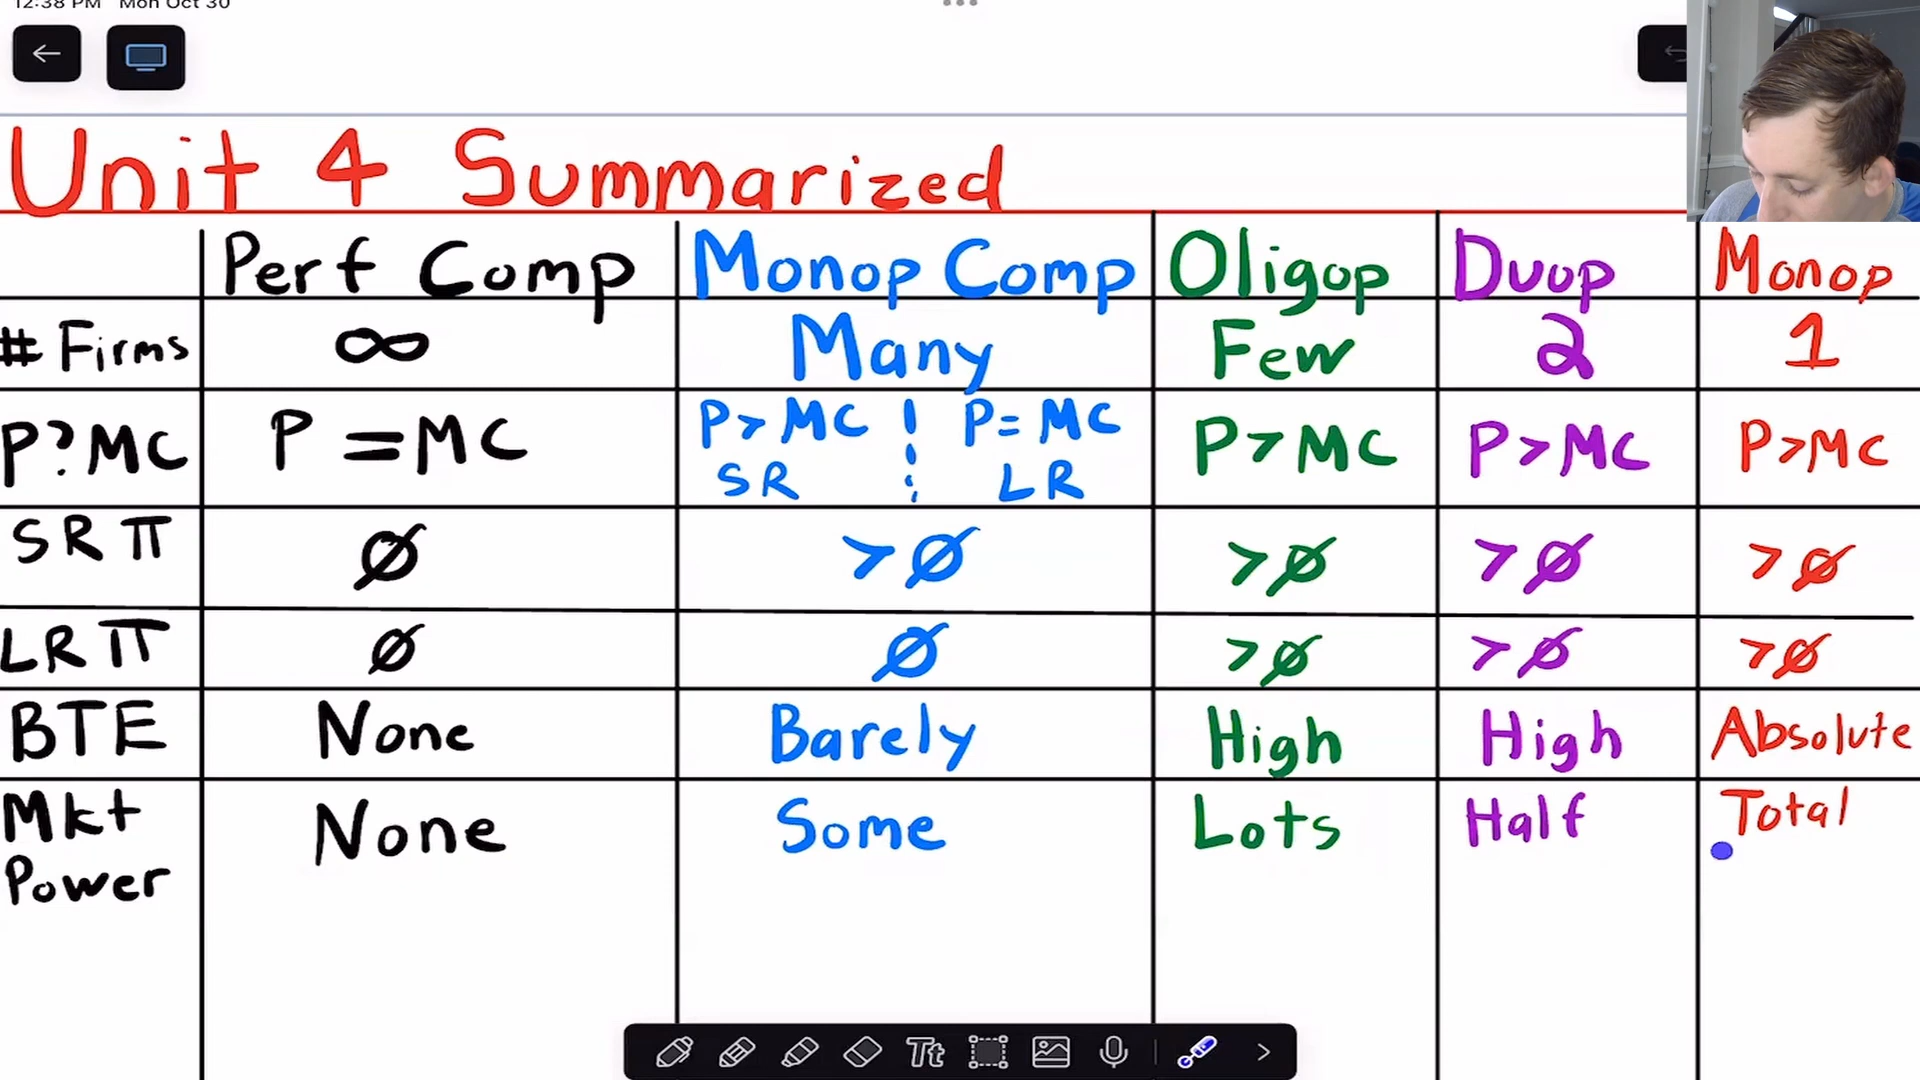 12:38 PM Mon Oct 30
Unit 4 Summarized
Perf Comp Monop Comp Oligop Duop Monop
# Firms ∞ Many Few 2 1
P?MC P = MC P>MC SR ¦ P=MC LR P>MC P>MC P>MC
SR π ∅ >∅ >∅ >∅ >∅
LR π ∅ ∅ >∅ >∅ >∅
BTE None Barely High High Absolute
Mkt Power None Some Lots Half Total
Tt